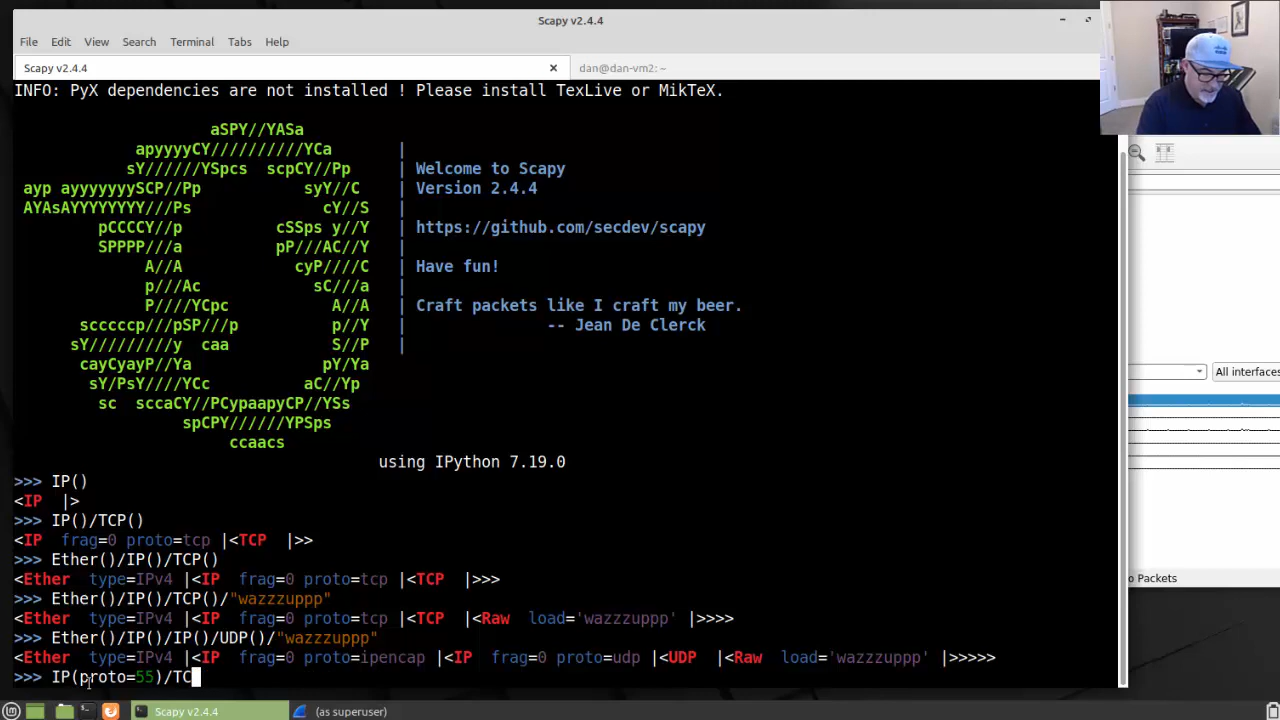 Scapy v2.4.4
File Edit View Search Terminal Tabs Help
Scapy v2.4.4
dan@dan-vm2: ~
INFO: PyX dependencies are not installed ! Please install TexLive or MikTeX.
aSPY//YASa
apyyyyCY//////////YCa |
sY//////YSpcs scpCY//Pp | Welcome to Scapy
ayp ayyyyyyySCP//Pp syY//C | Version 2.4.4
AYAsAYYYYYYYY///Ps cY//S |
pCCCCY//p cSSps y//Y | https://github.com/secdev/scapy
SPPPP///a pP///AC//Y |
A//A cyP////C | Have fun!
p///Ac sC///a |
P////YCpc A//A | Craft packets like I craft my beer.
scccccp///pSP///p p//Y | -- Jean De Clerck
sY/////////y caa S//P |
cayCyayP//Ya pY/Ya
sY/PsY////YCc aC//Yp
sc sccaCY//PCypaapyCP//YSs
spCPY//////YPSps
ccaacs
using IPython 7.19.0
>>> IP()
<IP |>
>>> IP()/TCP()
<IP frag=0 proto=tcp |<TCP |>>
>>> Ether()/IP()/TCP()
<Ether type=IPv4 |<IP frag=0 proto=tcp |<TCP |>>>
>>> Ether()/IP()/TCP()/"wazzzuppp"
<Ether type=IPv4 |<IP frag=0 proto=tcp |<TCP |<Raw load='wazzzuppp' |>>>>
>>> Ether()/IP()/IP()/UDP()/"wazzzuppp"
<Ether type=IPv4 |<IP frag=0 proto=ipencap |<IP frag=0 proto=udp |<UDP |<Raw load='wazzzuppp' |>>>>>
>>> IP(proto=55)/TC
All interfaces
o Packets
Scapy v2.4.4
(as superuser)